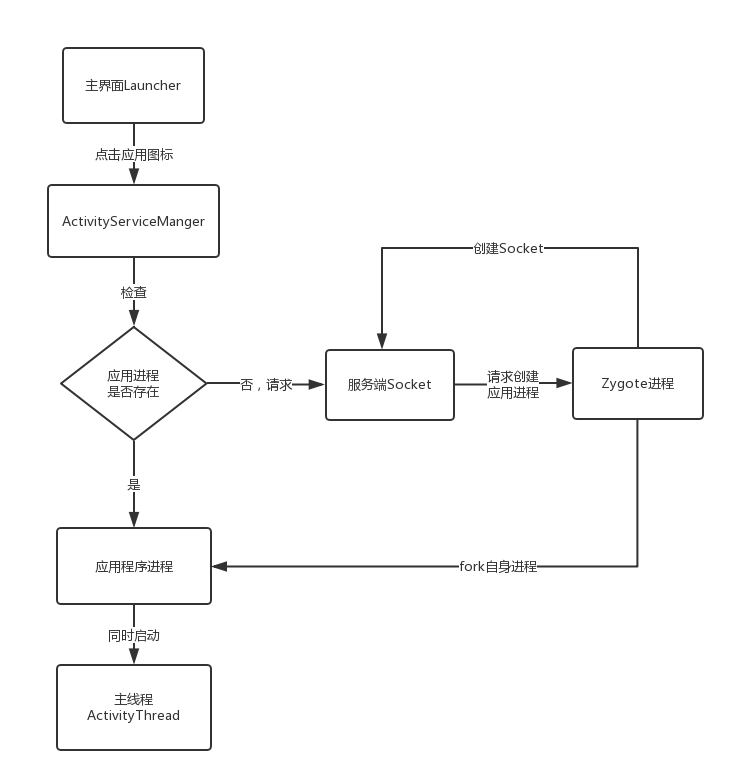 主界面Launcher
点击应用图标
ActivityServiceManger
创建Socket
检查
应用进程
是否存在
否，请求
服务端Socket
请求创建
应用进程
Zygote进程
是
应用程序进程
fork自身进程
同时启动
主线程
ActivityThread